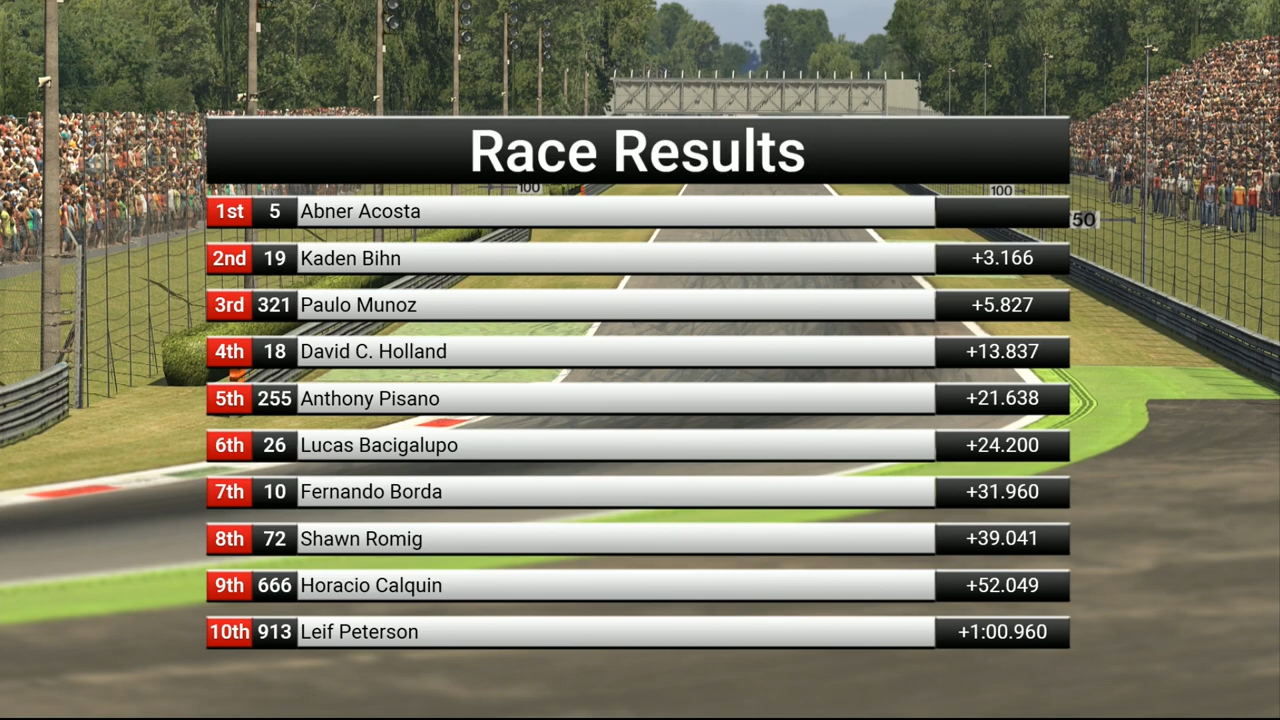 Race Results
100 100
1st 5 Abner Acosta
50
2nd 19 Kaden Bihn +3.166
3rd 321 Paulo Munoz +5.827
4th 18 David C. Holland +13.837
5th 255 Anthony Pisano +21.638
6th 26 Lucas Bacigalupo +24.200
7th 10 Fernando Borda +31.960
8th 72 Shawn Romig +39.041
9th 666 Horacio Calquin +52.049
10th 913 Leif Peterson +1:00.960